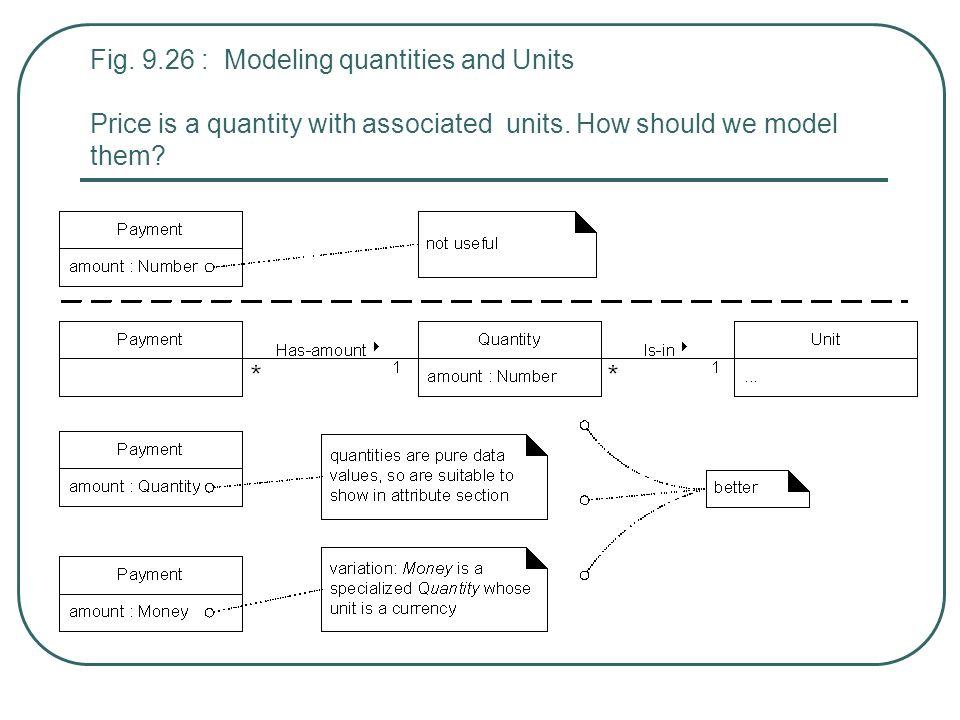 Fig. 9.26 :  Modeling quantities and Units
Price is a quantity with associated  units. How should we model
them?
Payment
amount : Number
not useful
Payment
Has-amount
*
1
Quantity
amount : Number
Is-in
*
1
Unit
...
Payment
amount : Quantity
quantities are pure data
values, so are suitable to
show in attribute section
better
Payment
amount : Money
variation: Money is a
specialized Quantity whose
unit is a currency